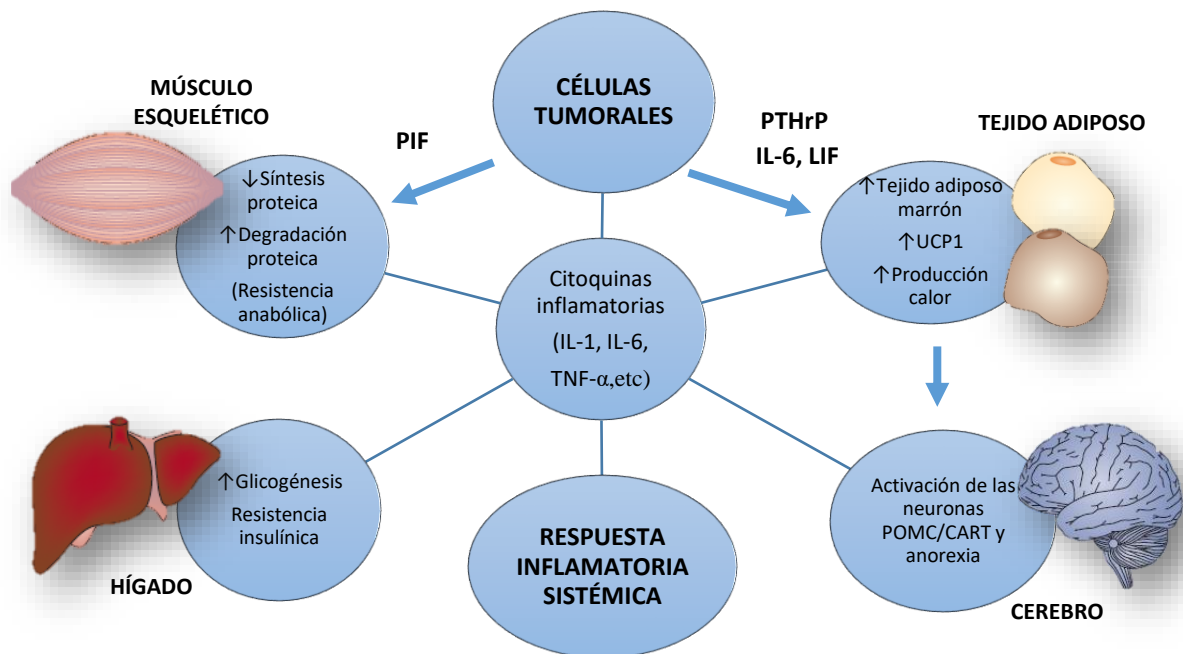 CÉLULAS
TUMORALES
MÚSCULO
ESQUELÉTICO
PIF
PTHrP
IL-6, LIF
TEJIDO ADIPOSO
↓Síntesis
proteica
↑Degradación
proteica
(Resistencia
anabólica)
↑Tejido adiposo
marrón
↑UCP1
↑Producción
calor
Citoquinas
inflamatorias
(IL-1, IL-6,
TNF-α,etc)
↑Glicogénesis
Resistencia
insulínica
HÍGADO
RESPUESTA
INFLAMATORIA
SISTÉMICA
Activación de las
neuronas
POMC/CART y
anorexia
CEREBRO